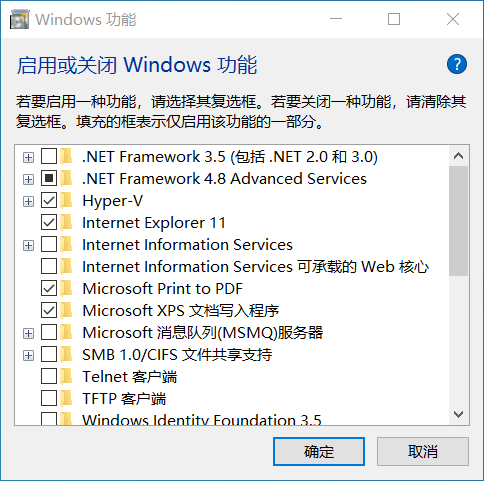 Windows 功能
启用或关闭 Windows 功能
?
若要启用一种功能，请选择其复选框。若要关闭一种功能，请清除其
复选框。填充的框表示仅启用该功能的一部分。
.NET Framework 3.5 (包括 .NET 2.0 和 3.0)
.NET Framework 4.8 Advanced Services
Hyper-V
Internet Explorer 11
Internet Information Services
Internet Information Services 可承载的 Web 核心
Microsoft Print to PDF
Microsoft XPS 文档写入程序
Microsoft 消息队列(MSMQ)服务器
SMB 1.0/CIFS 文件共享支持
Telnet 客户端
TFTP 客户端
Windows Identity Foundation 3.5
确定
取消